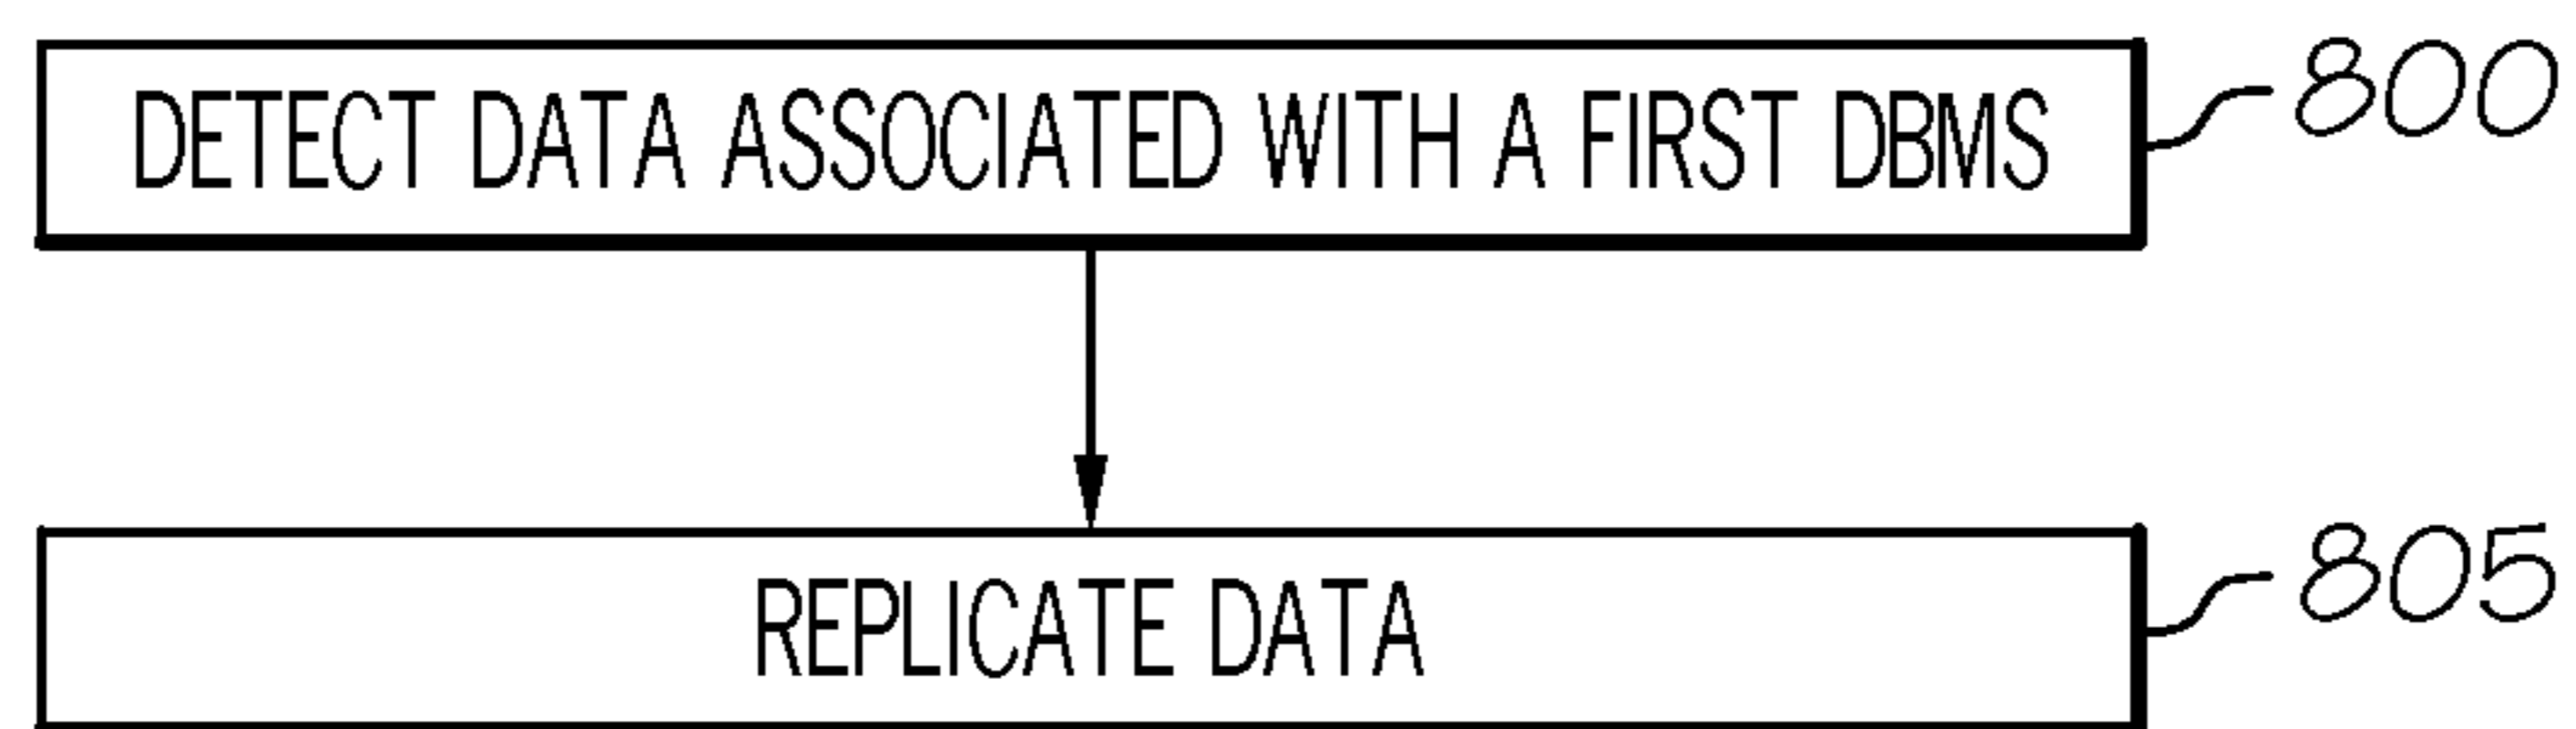 DETECT DATA ASSOCIATED WITH A FIRST DBMS
800
REPLICATE DATA
805